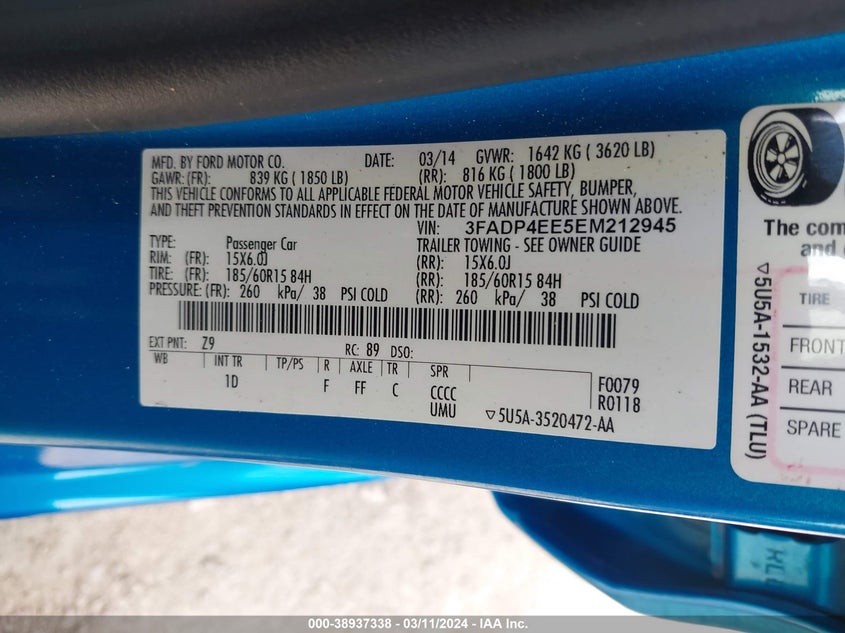 MFD. BY FORD MOTOR CO. DATE: 03/14 GVWR: 1642 KG ( 3620 LB)
GAWR: (FR): 839 KG ( 1850 LB) (RR): 816 KG ( 1800 LB)
THIS VEHICLE CONFORMS TO ALL APPLICABLE FEDERAL MOTOR VEHICLE SAFETY, BUMPER,
AND THEFT PREVENTION STANDARDS IN EFFECT ON THE DATE OF MANUFACTURE SHOWN ABOVE.
VIN: 3FADP4EE5EM212945
TYPE: Passenger Car TRAILER TOWING - SEE OWNER GUIDE
RIM: (FR): 15X6.0J (RR): 15X6.0J
TIRE: (FR): 185/60R15 84H (RR): 185/60R15 84H
PRESSURE: (FR): 260 kPa/ 38 PSI COLD (RR): 260 kPa/ 38 PSI COLD
EXT PNT: Z9 RC: 89 DSO:
WB INT TR TP/PS R AXLE TR SPR
1D F FF C CCCC F0079
UMU R0118
▽5U5A-3520472-AA
The com
and
▽5U5A-1532-AA (TLU)
TIRE
FRONT
REAR
SPARE
000-38937338 - 03/11/2024 - IAA Inc.